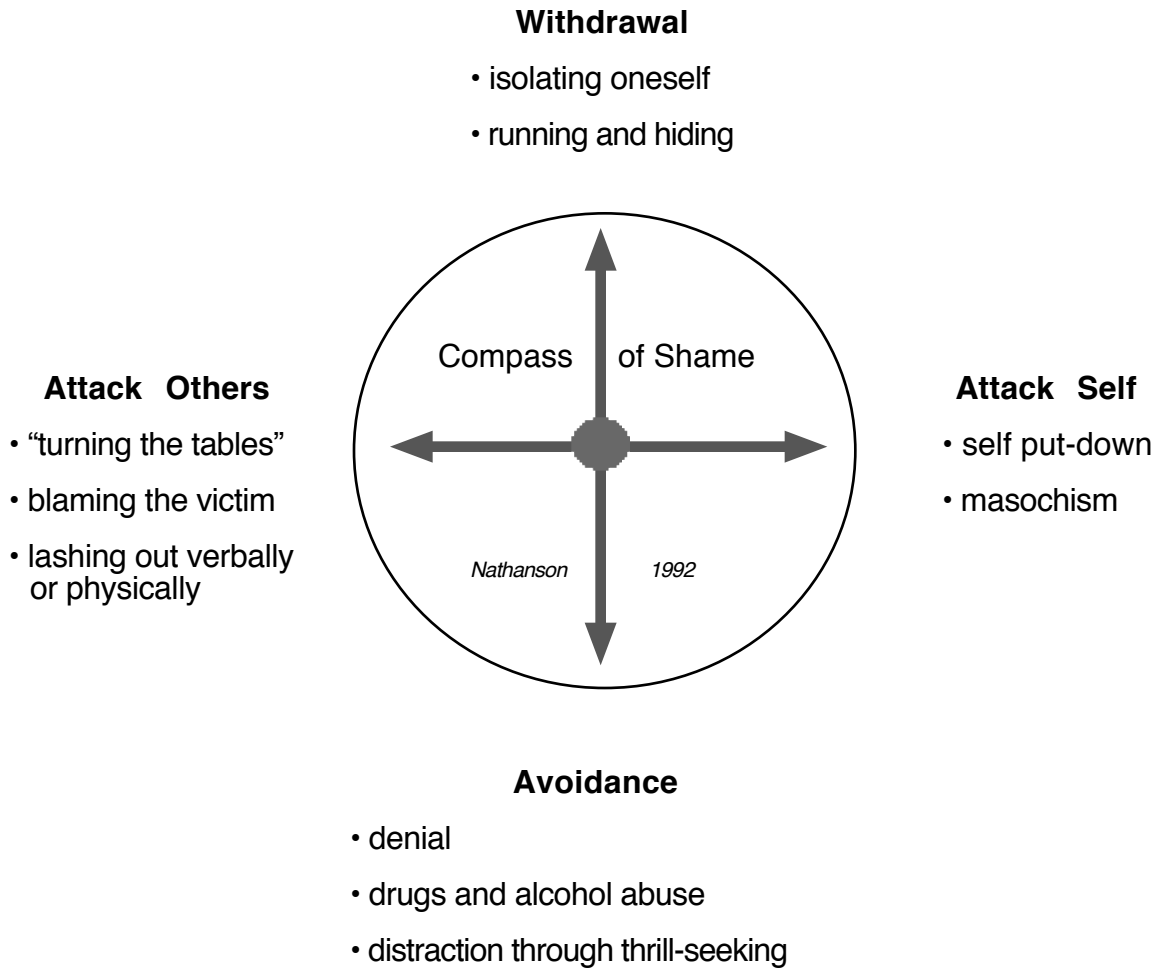 Withdrawal
• isolating oneself
• running and hiding
Compass of Shame
Attack Others
• “turning the tables”
• blaming the victim
• lashing out verbally
or physically
Attack Self
• self put-down
• masochism
Nathanson 1992
Avoidance
• denial
• drugs and alcohol abuse
• distraction through thrill-seeking